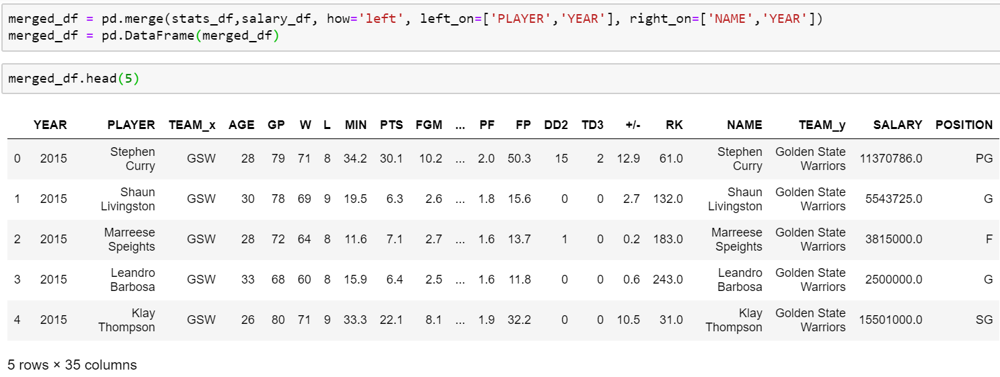 merged_df = pd.merge(stats_df,salary_df, how='left', left_on=['PLAYER','YEAR'], right_on=['NAME','YEAR'])
merged_df = pd.DataFrame(merged_df)
merged_df.head(5)
YEAR PLAYER TEAM_x AGE GP W L MIN PTS FGM ... PF FP DD2 TD3 +/- RK NAME TEAM_y SALARY POSITION
0 2015 Stephen Curry GSW 28 79 71 8 34.2 30.1 10.2 ... 2.0 50.3 15 2 12.9 61.0 Stephen Curry Golden State Warriors 11370786.0 PG
1 2015 Shaun Livingston GSW 30 78 69 9 19.5 6.3 2.6 ... 1.8 15.6 0 0 2.7 132.0 Shaun Livingston Golden State Warriors 5543725.0 G
2 2015 Marreese Speights GSW 28 72 64 8 11.6 7.1 2.7 ... 1.6 13.7 1 0 0.2 183.0 Marreese Speights Golden State Warriors 3815000.0 F
3 2015 Leandro Barbosa GSW 33 68 60 8 15.9 6.4 2.5 ... 1.6 11.8 0 0 0.6 243.0 Leandro Barbosa Golden State Warriors 2500000.0 G
4 2015 Klay Thompson GSW 26 80 71 9 33.3 22.1 8.1 ... 1.9 32.2 0 0 10.5 31.0 Klay Thompson Golden State Warriors 15501000.0 SG
5 rows × 35 columns